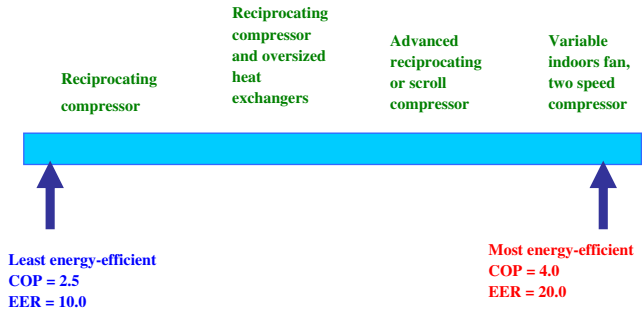 Reciprocating
compressor
Reciprocating
compressor
and oversized
heat
exchangers
Advanced
reciprocating
or scroll
compressor
Variable
indoors fan,
two speed
compressor
Least energy-efficient
COP = 2.5
EER = 10.0
Most energy-efficient
COP = 4.0
EER = 20.0